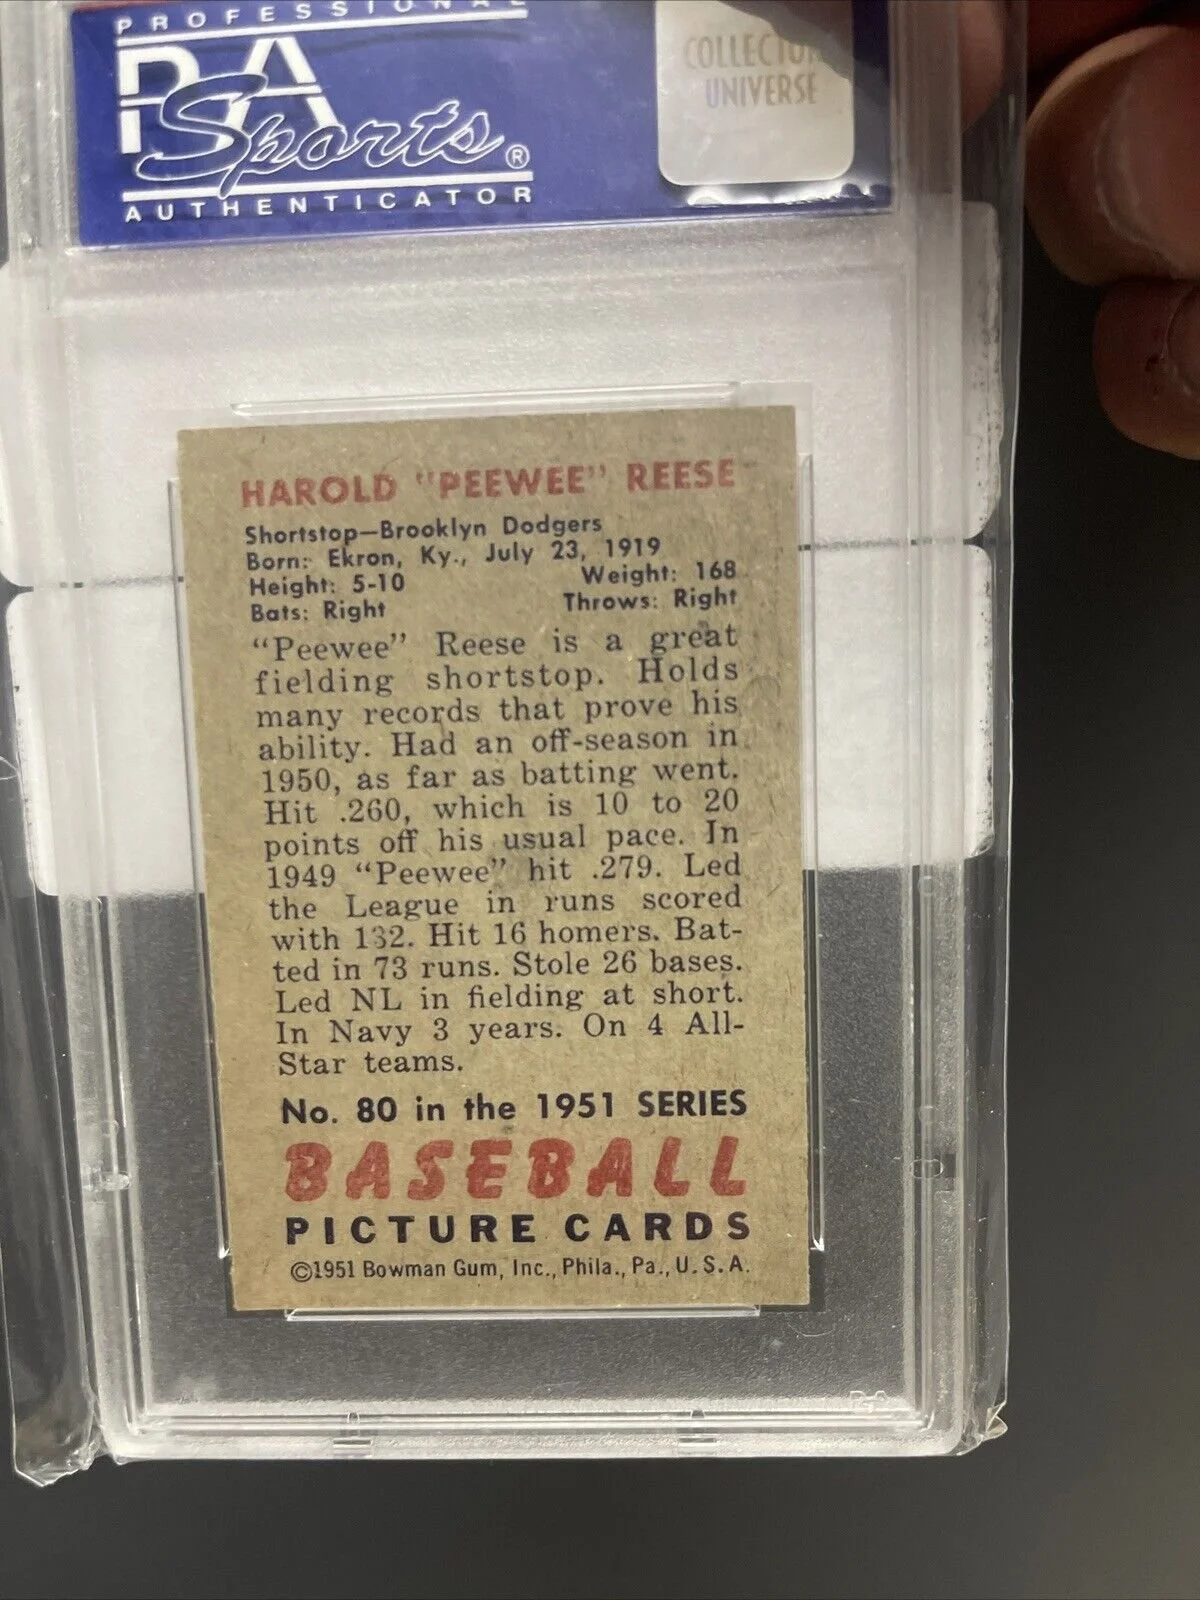 PROFESSIONAL
PSA
Sports®
AUTHENTICATOR
COLLECTOR
UNIVERSE
HAROLD "PEEWEE" REESE
Shortstop—Brooklyn Dodgers
Born: Ekron, Ky., July 23, 1919
Height: 5-10 Weight: 168
Bats: Right Throws: Right
"Peewee" Reese is a great
fielding shortstop. Holds
many records that prove his
ability. Had an off-season in
1950, as far as batting went.
Hit .260, which is 10 to 20
points off his usual pace. In
1949 "Peewee" hit .279. Led
the League in runs scored
with 132. Hit 16 homers. Bat-
ted in 73 runs. Stole 26 bases.
Led NL in fielding at short.
In Navy 3 years. On 4 All-
Star teams.
No. 80 in the 1951 SERIES
BASEBALL
PICTURE CARDS
©1951 Bowman Gum, Inc., Phila., Pa., U.S.A.